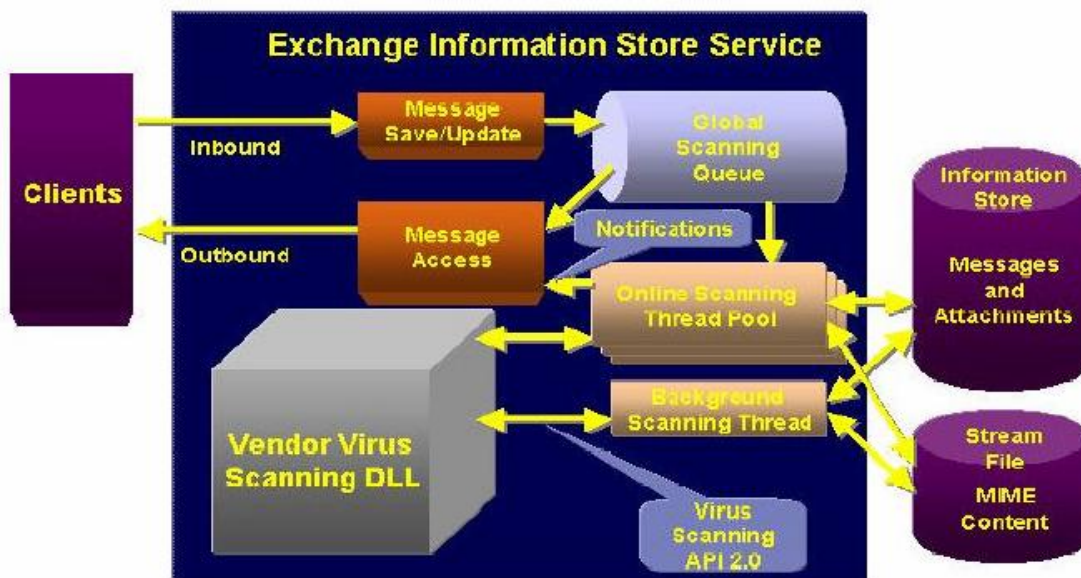 Exchange Information Store Service
Message
Save/Update
Global
Scanning
Queue
Inbound
Clients
Information
Store
Message
Access
Notifications
Outbound
Messages
and
Attachments
Online Scanning
Thread Pool
Background
Scanning Thread
Vendor Virus
Scanning DLL
Stream
File
MIME
Content
Virus
Scanning
API 2.0